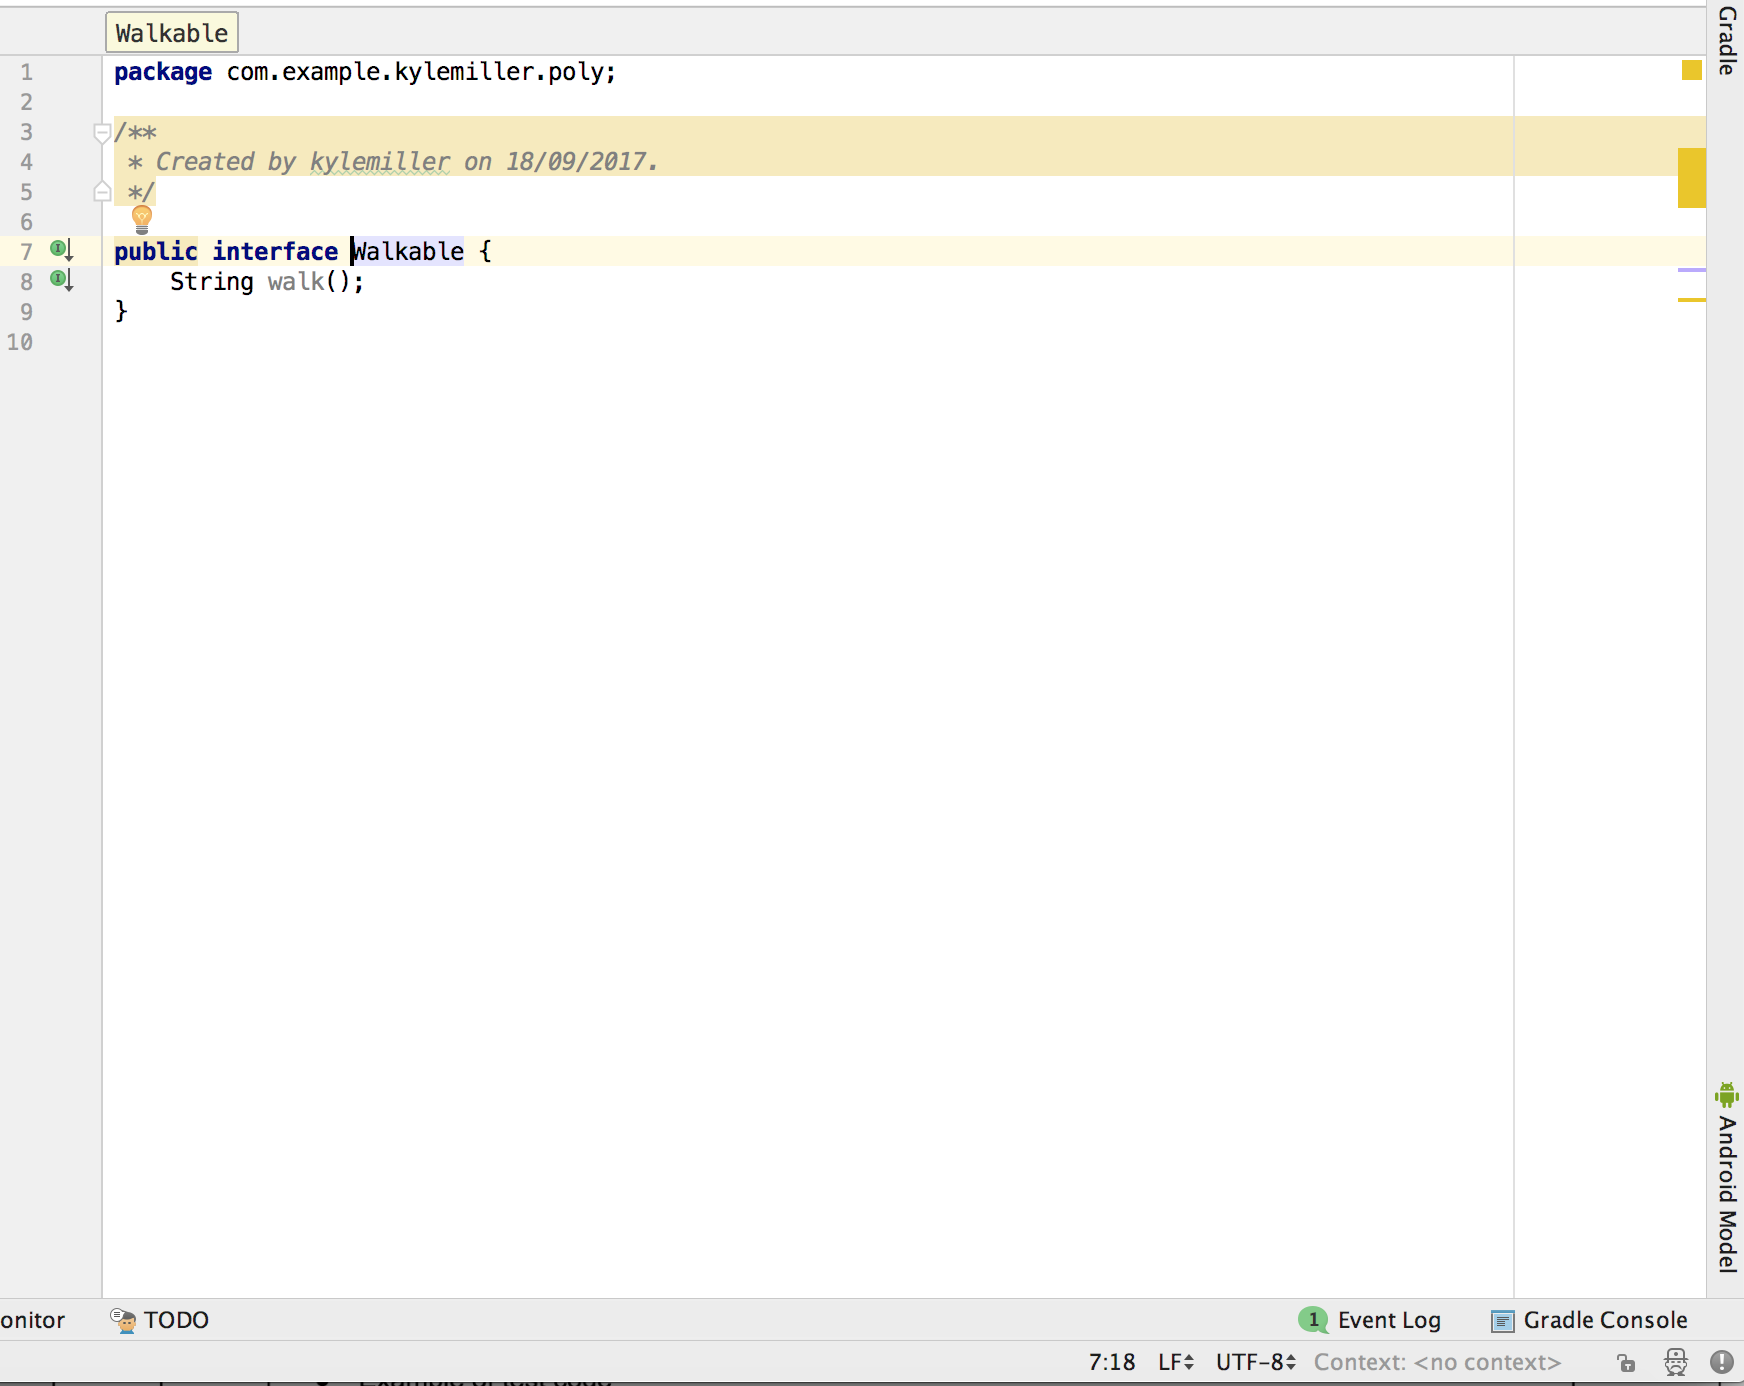 Walkable
Gradle
1 package com.example.kylemiller.poly;
2
3 /**
4 * Created by kylemiller on 18/09/2017.
5 */
6
7 public interface Walkable {
8 String walk();
9 }
10
Android Model
onitor TODO 1 Event Log Gradle Console
7:18 LF UTF-8 Context: <no context>